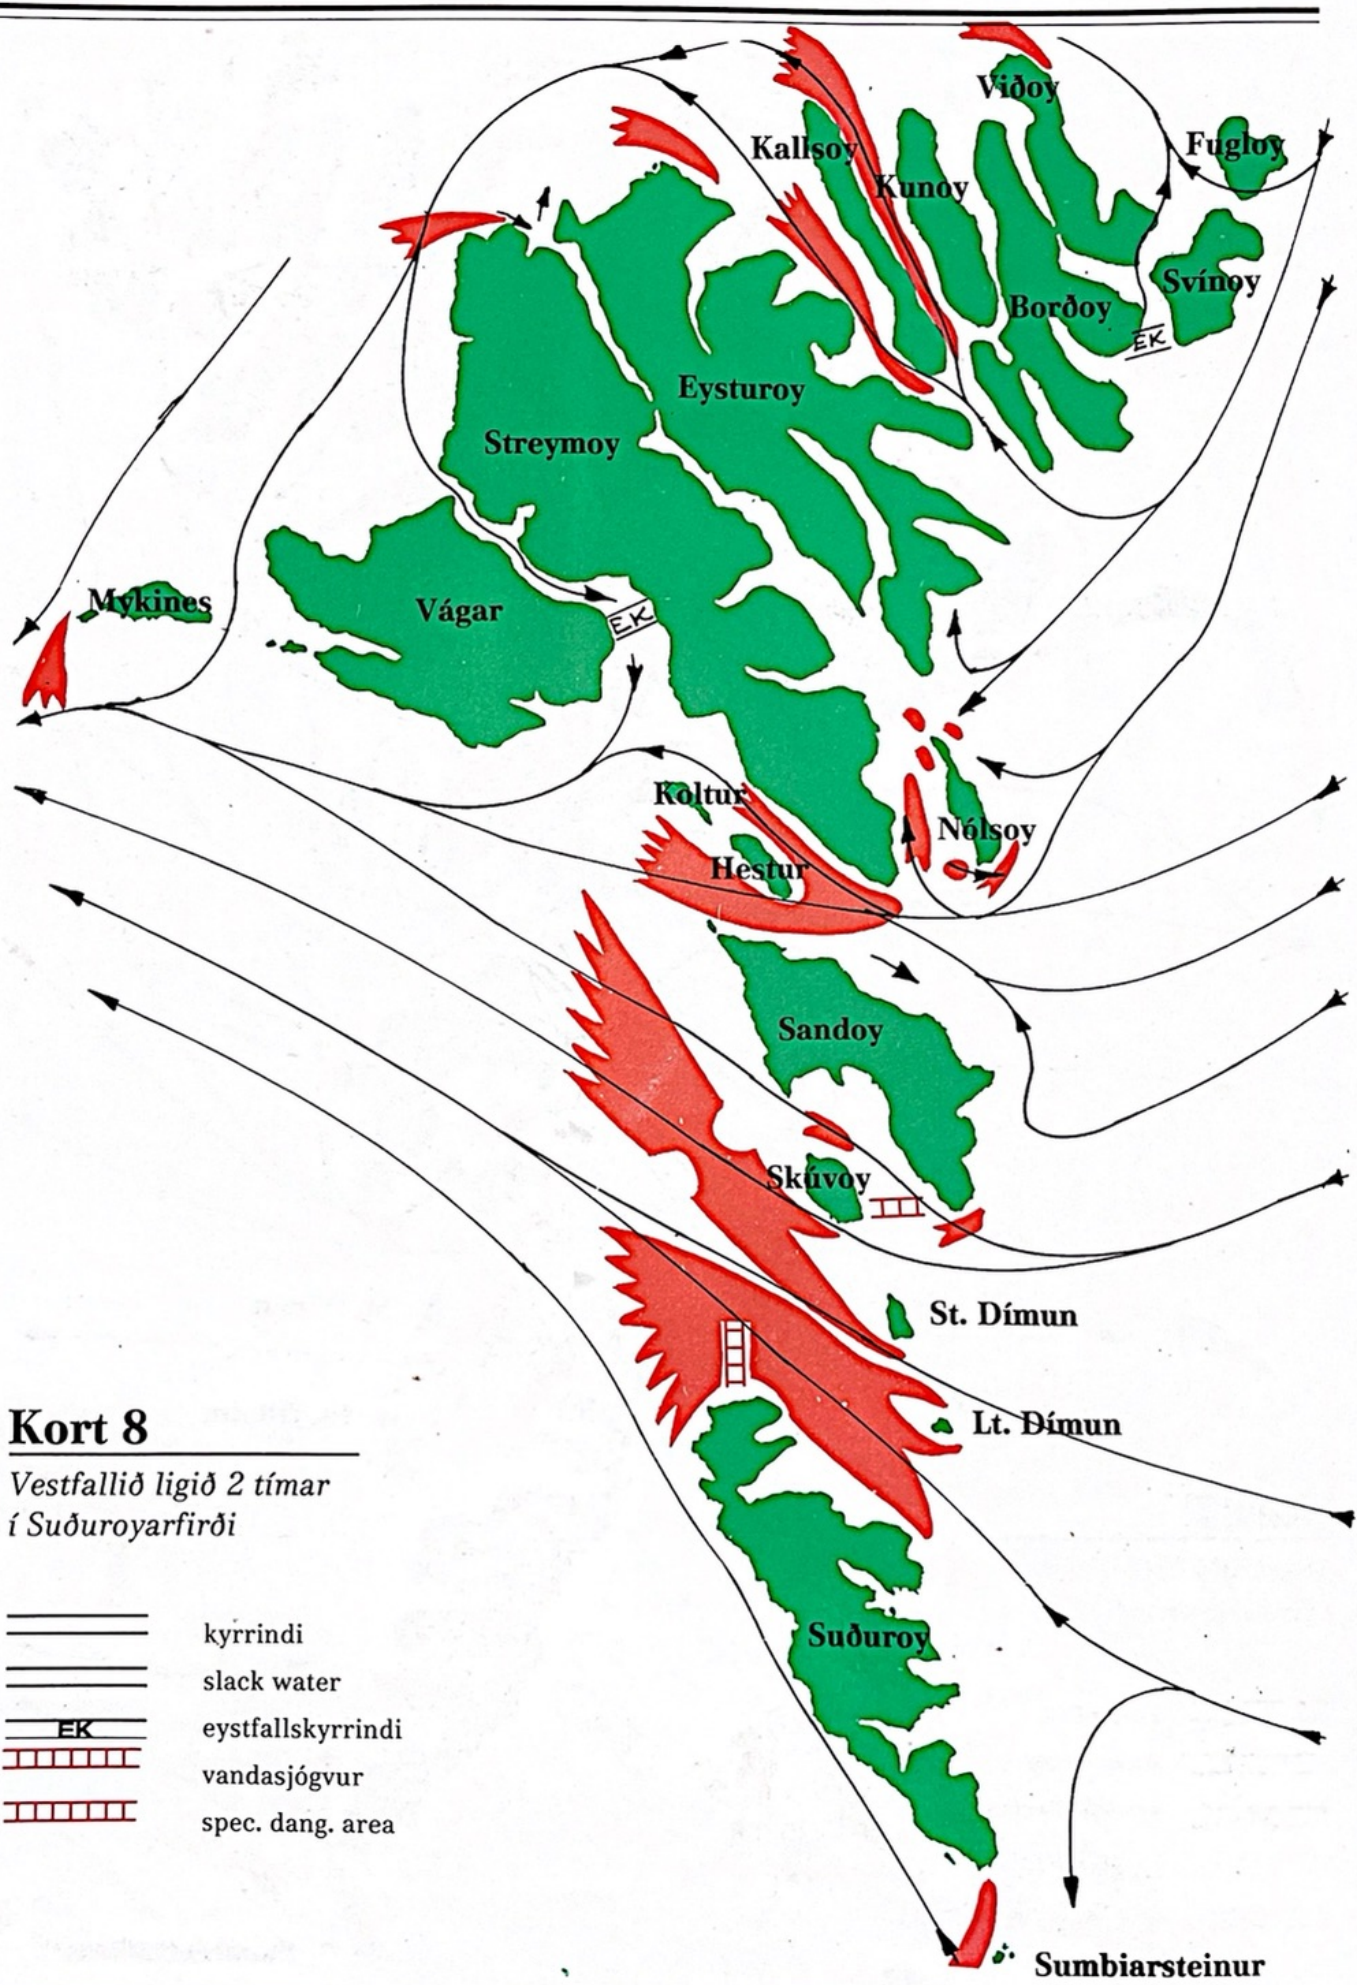 Viðoy
Fugloy
Kallsoy
Kunoy
Svínoy
Borðoy
EK
Eysturoy
Streymoy
Mykines
Vágar
EK
Koltur
Nólsoy
Hestur
Sandoy
Skúvoy
St. Dímun
Lt. Dímun
Kort 8
Vestfallið ligið 2 tímar
í Suðuroyarfirði
kyrrindi
slack water
EK eystfallskyrrindi
vandasjógvur
spec. dang. area
Suðuroy
Sumbiarsteinur